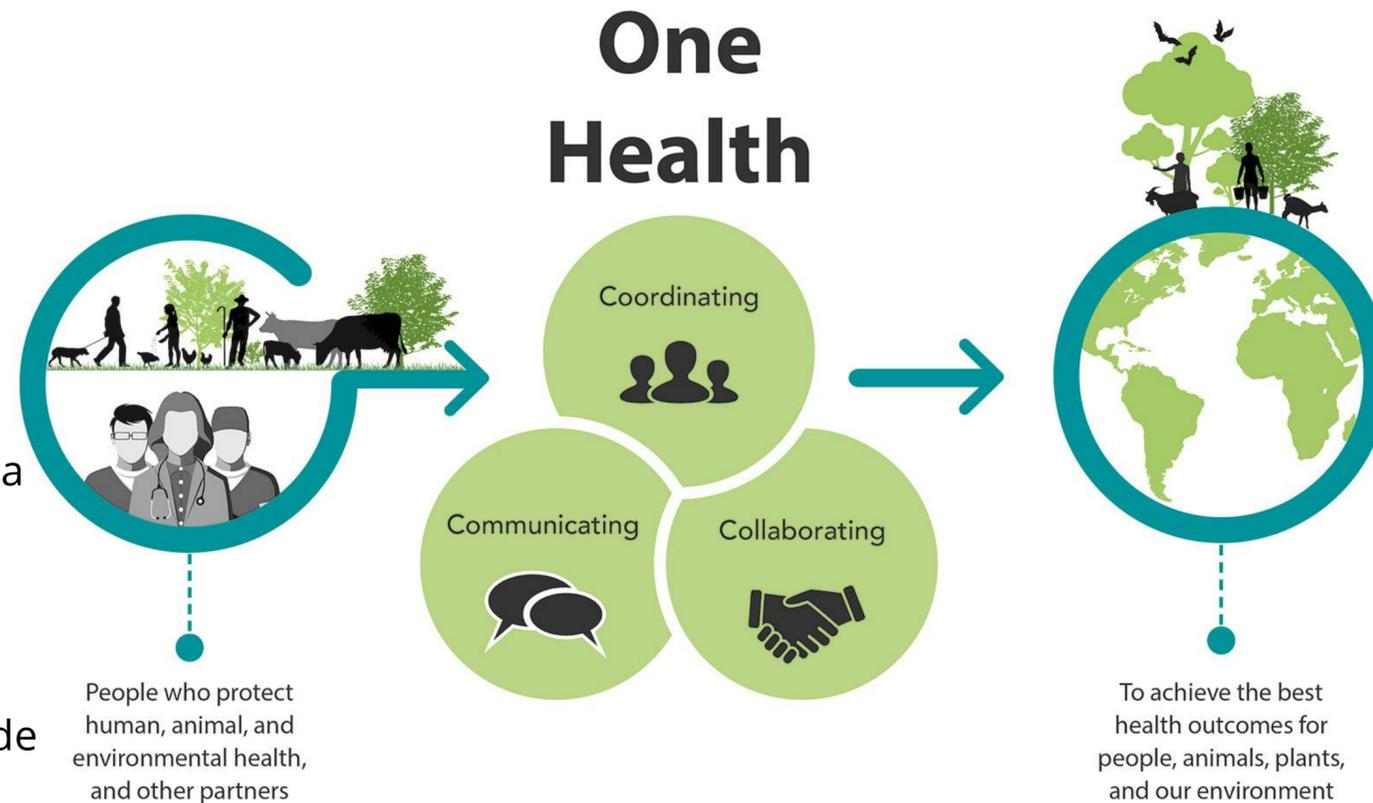 One
Health
Coordinating
Communicating
Collaborating
a
de
People who protect
human, animal, and
environmental health,
and other partners
To achieve the best
health outcomes for
people, animals, plants,
and our environment